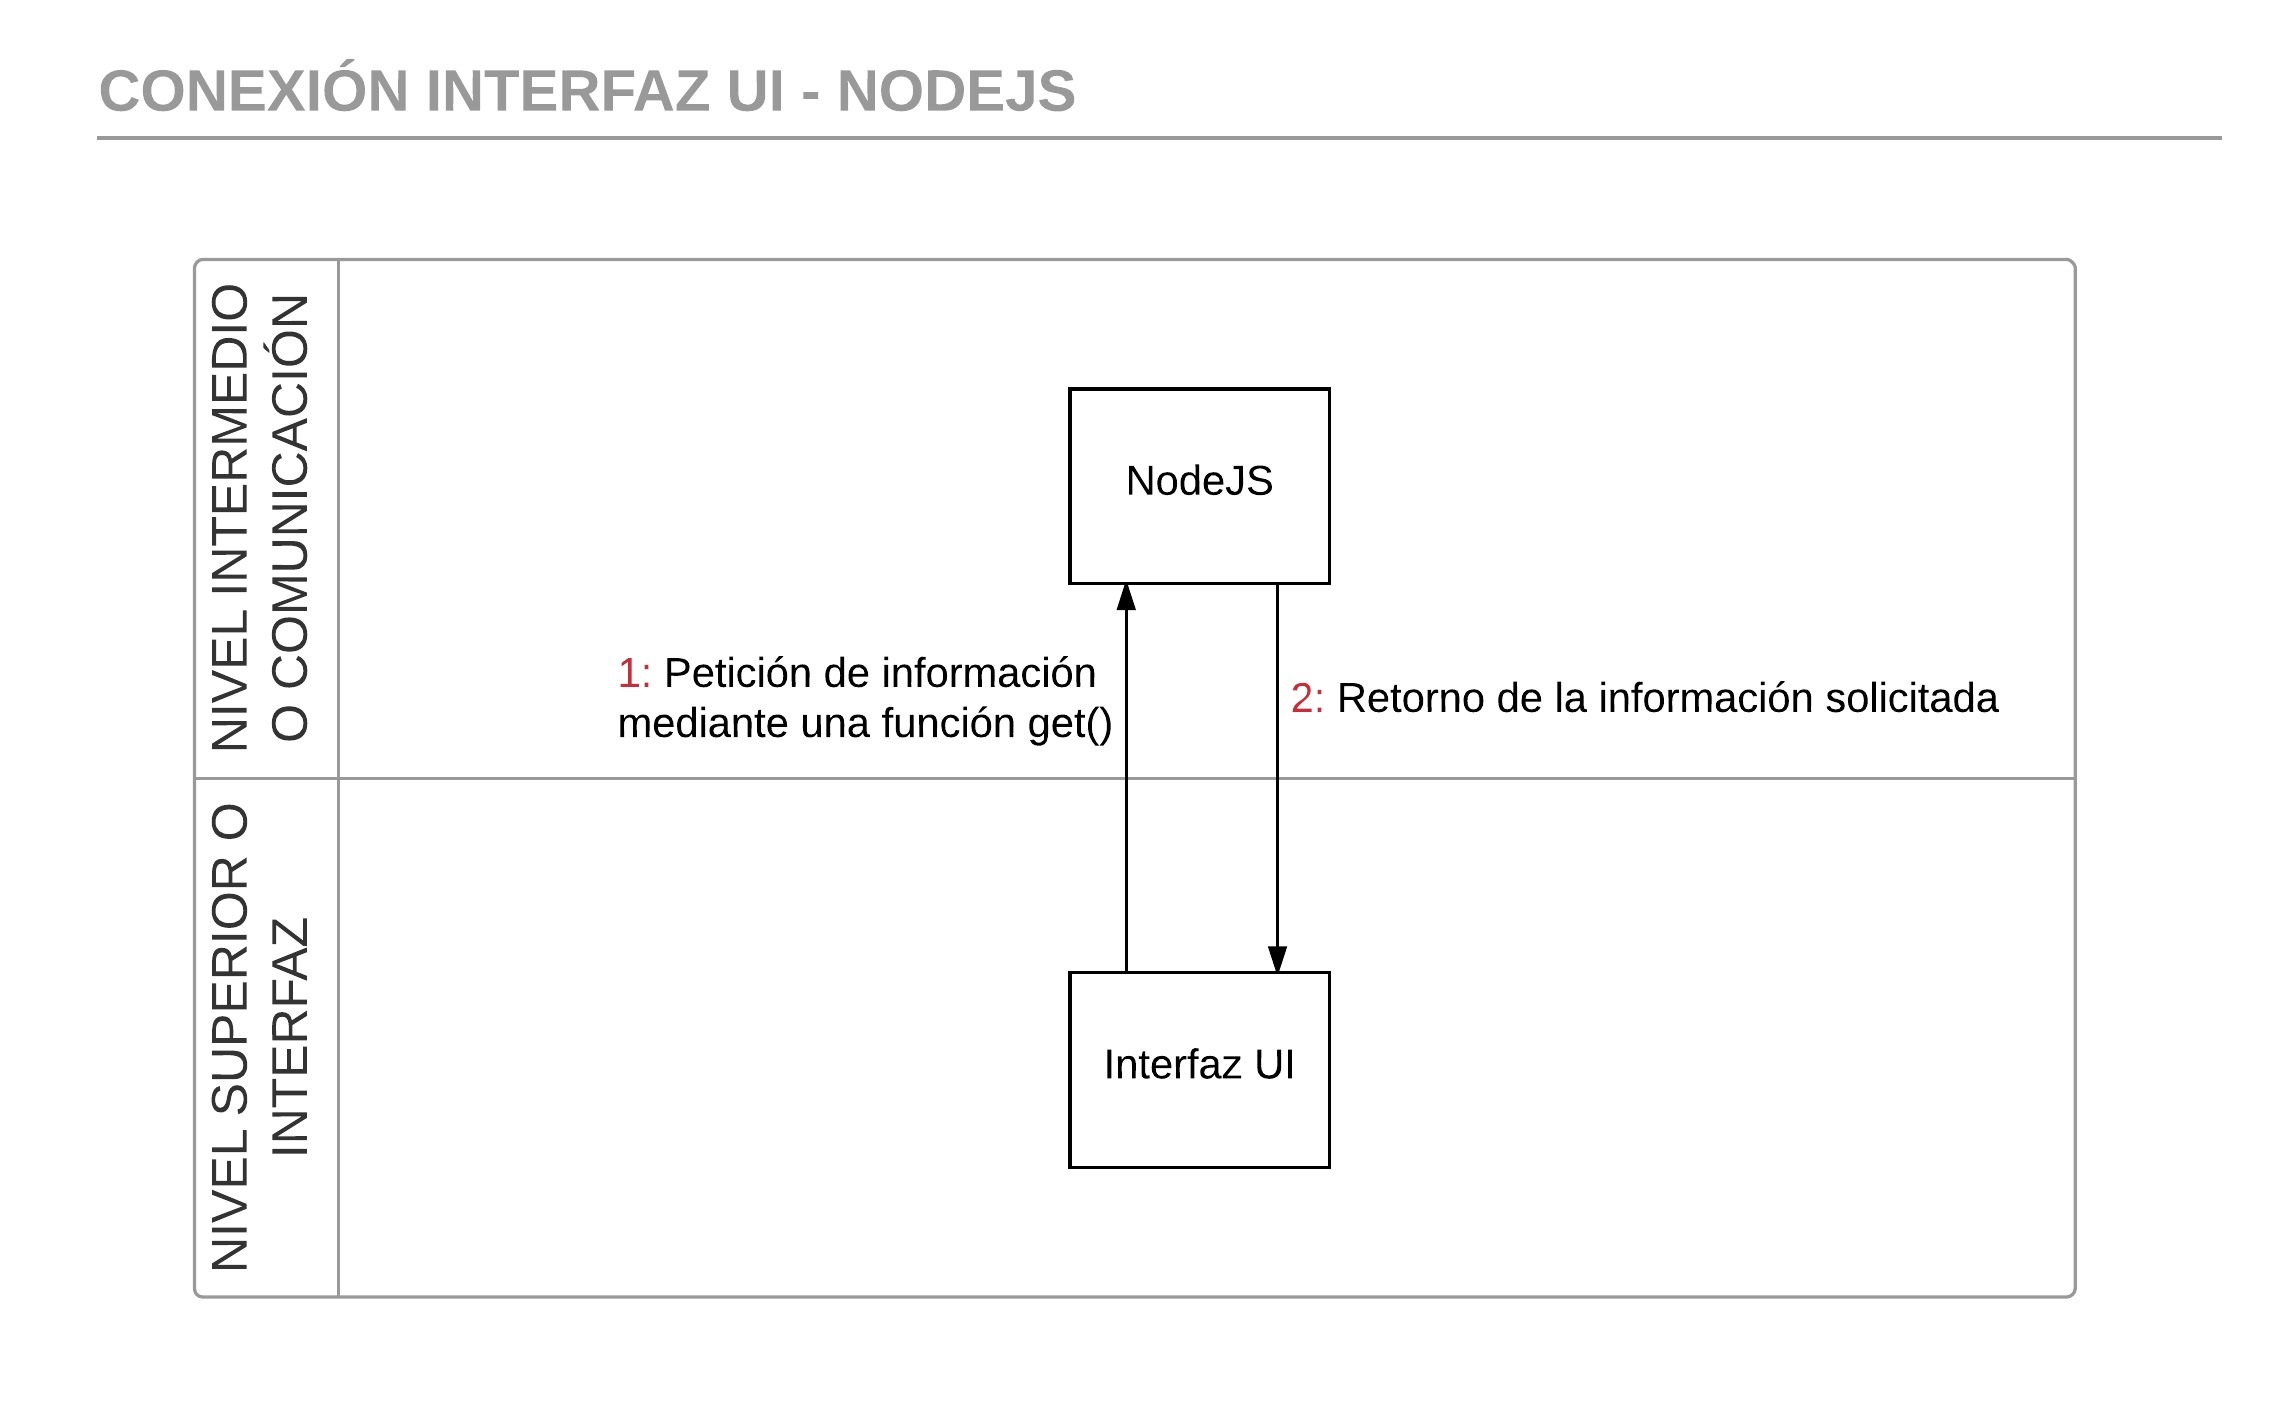 CONEXIÓN INTERFAZ UI - NODEJS
NIVEL INTERMEDIO
O COMUNICACIÓN
NodeJS
1: Petición de información
mediante una función get()
2: Retorno de la información solicitada
NIVEL SUPERIOR O
INTERFAZ
Interfaz UI